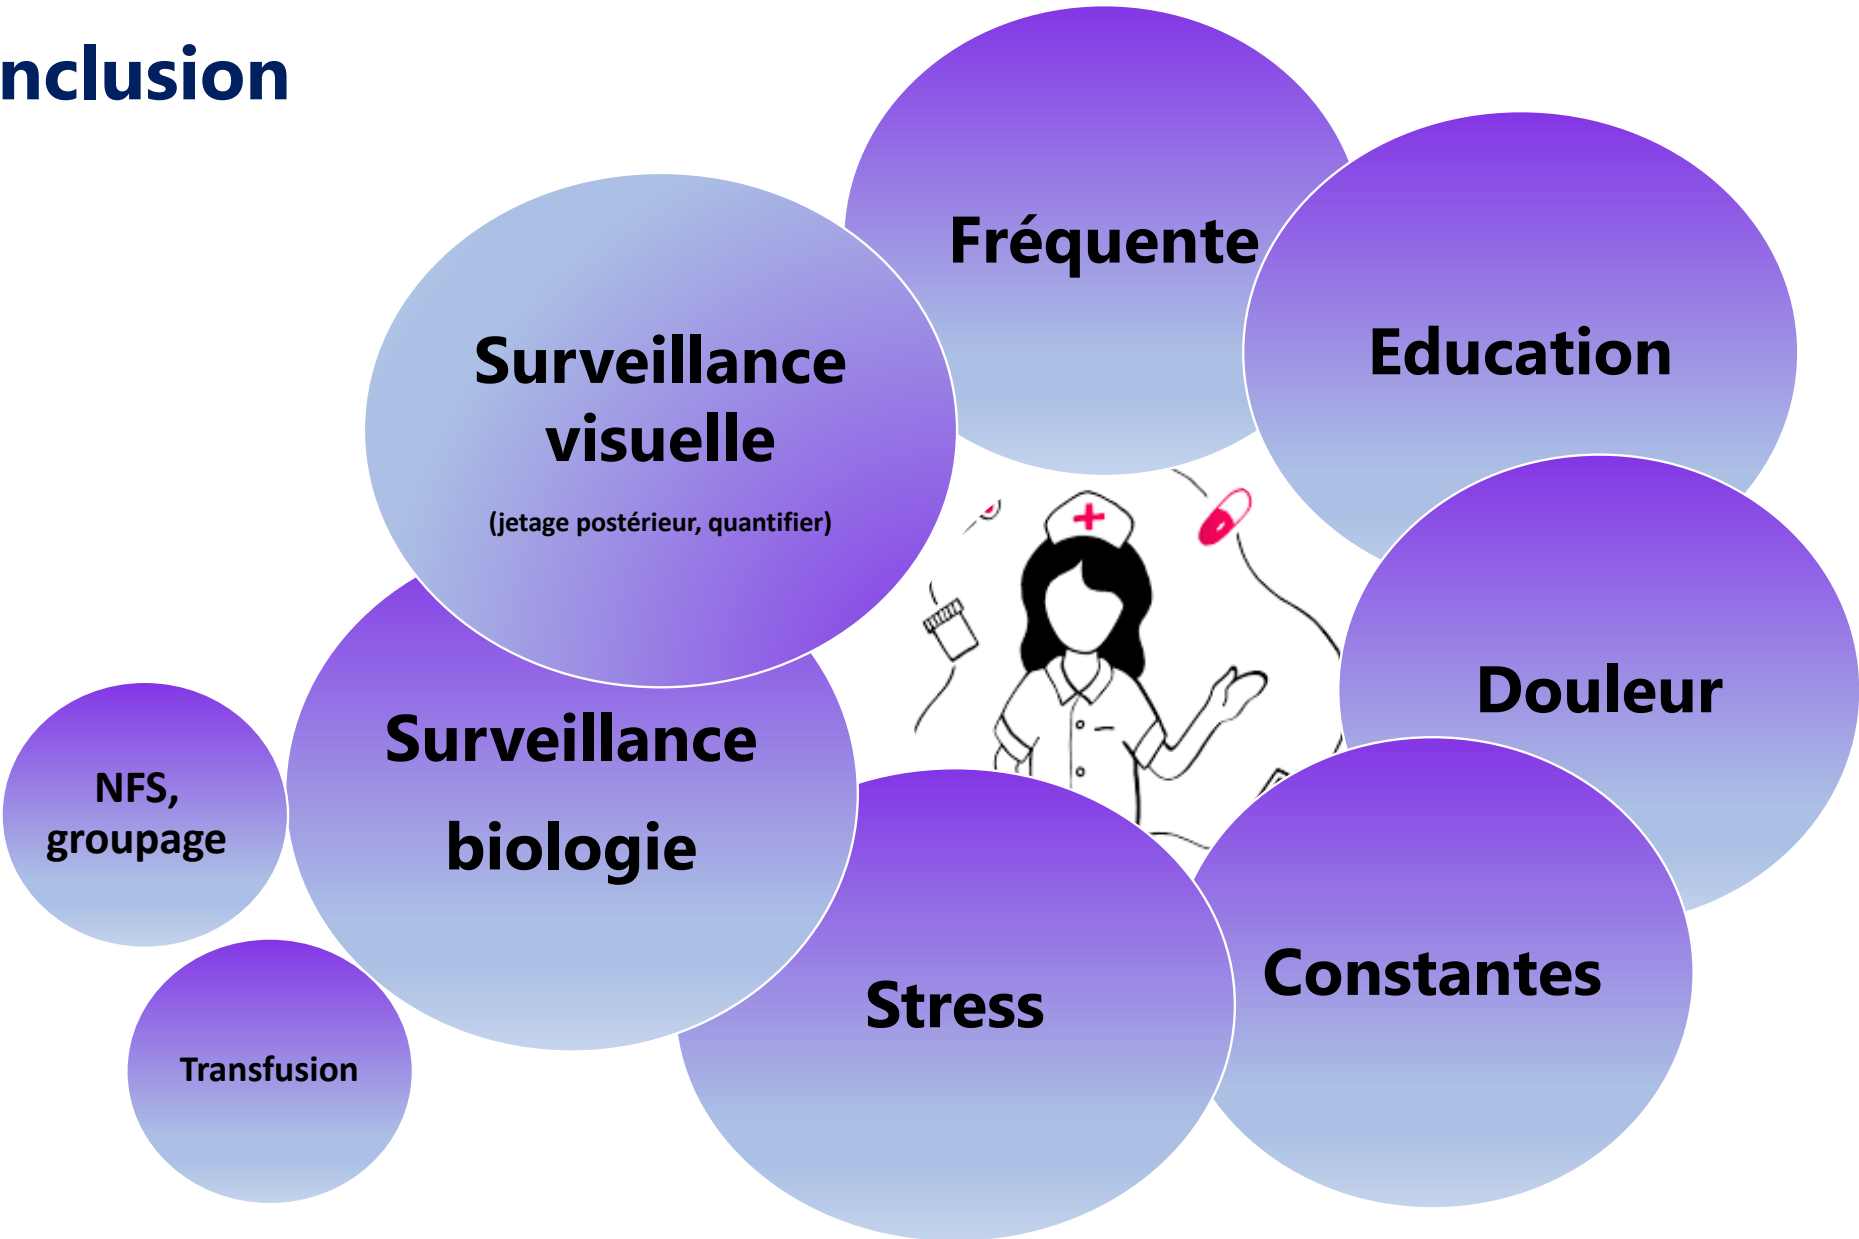 nclusion
Fréquente
Education
Surveillance
visuelle
(jetage postérieur, quantifier)
Douleur
Surveillance
biologie
NFS,
groupage
Constantes
Stress
Transfusion